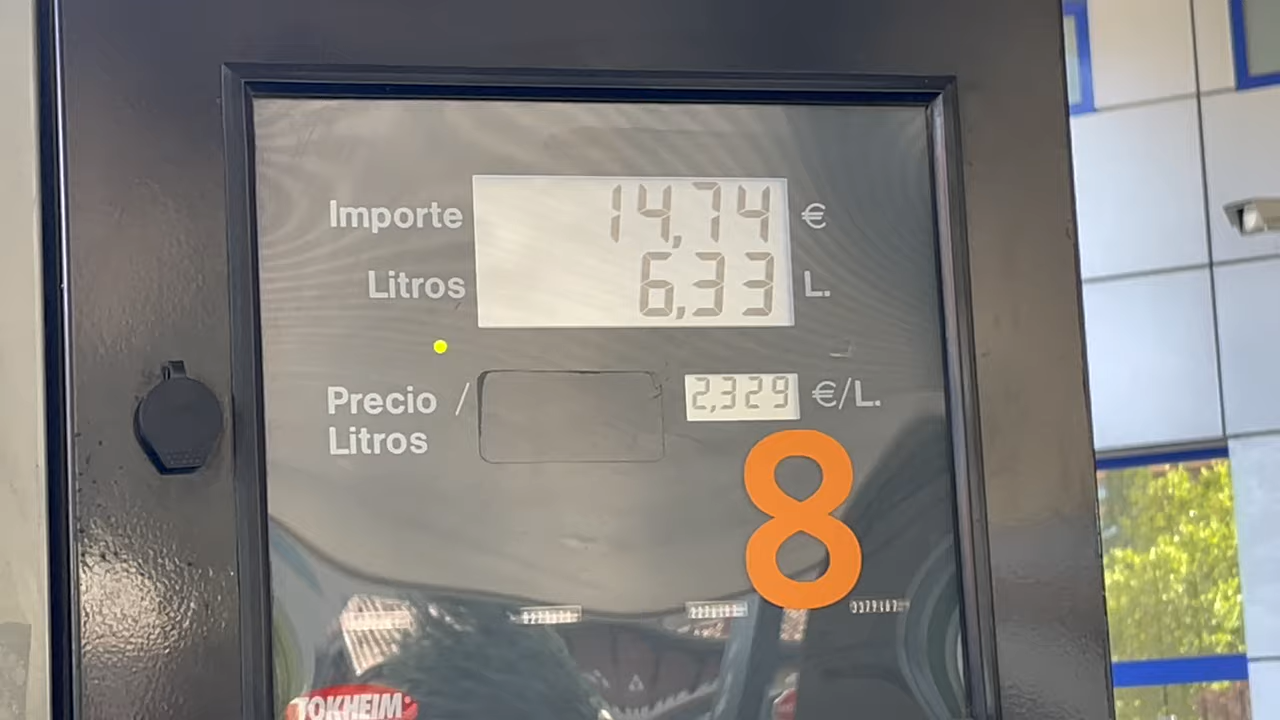 Importe 14,74 €
Litros 6,33 L.
Precio / 2,329 €/L.
Litros
8
TOKHEIM